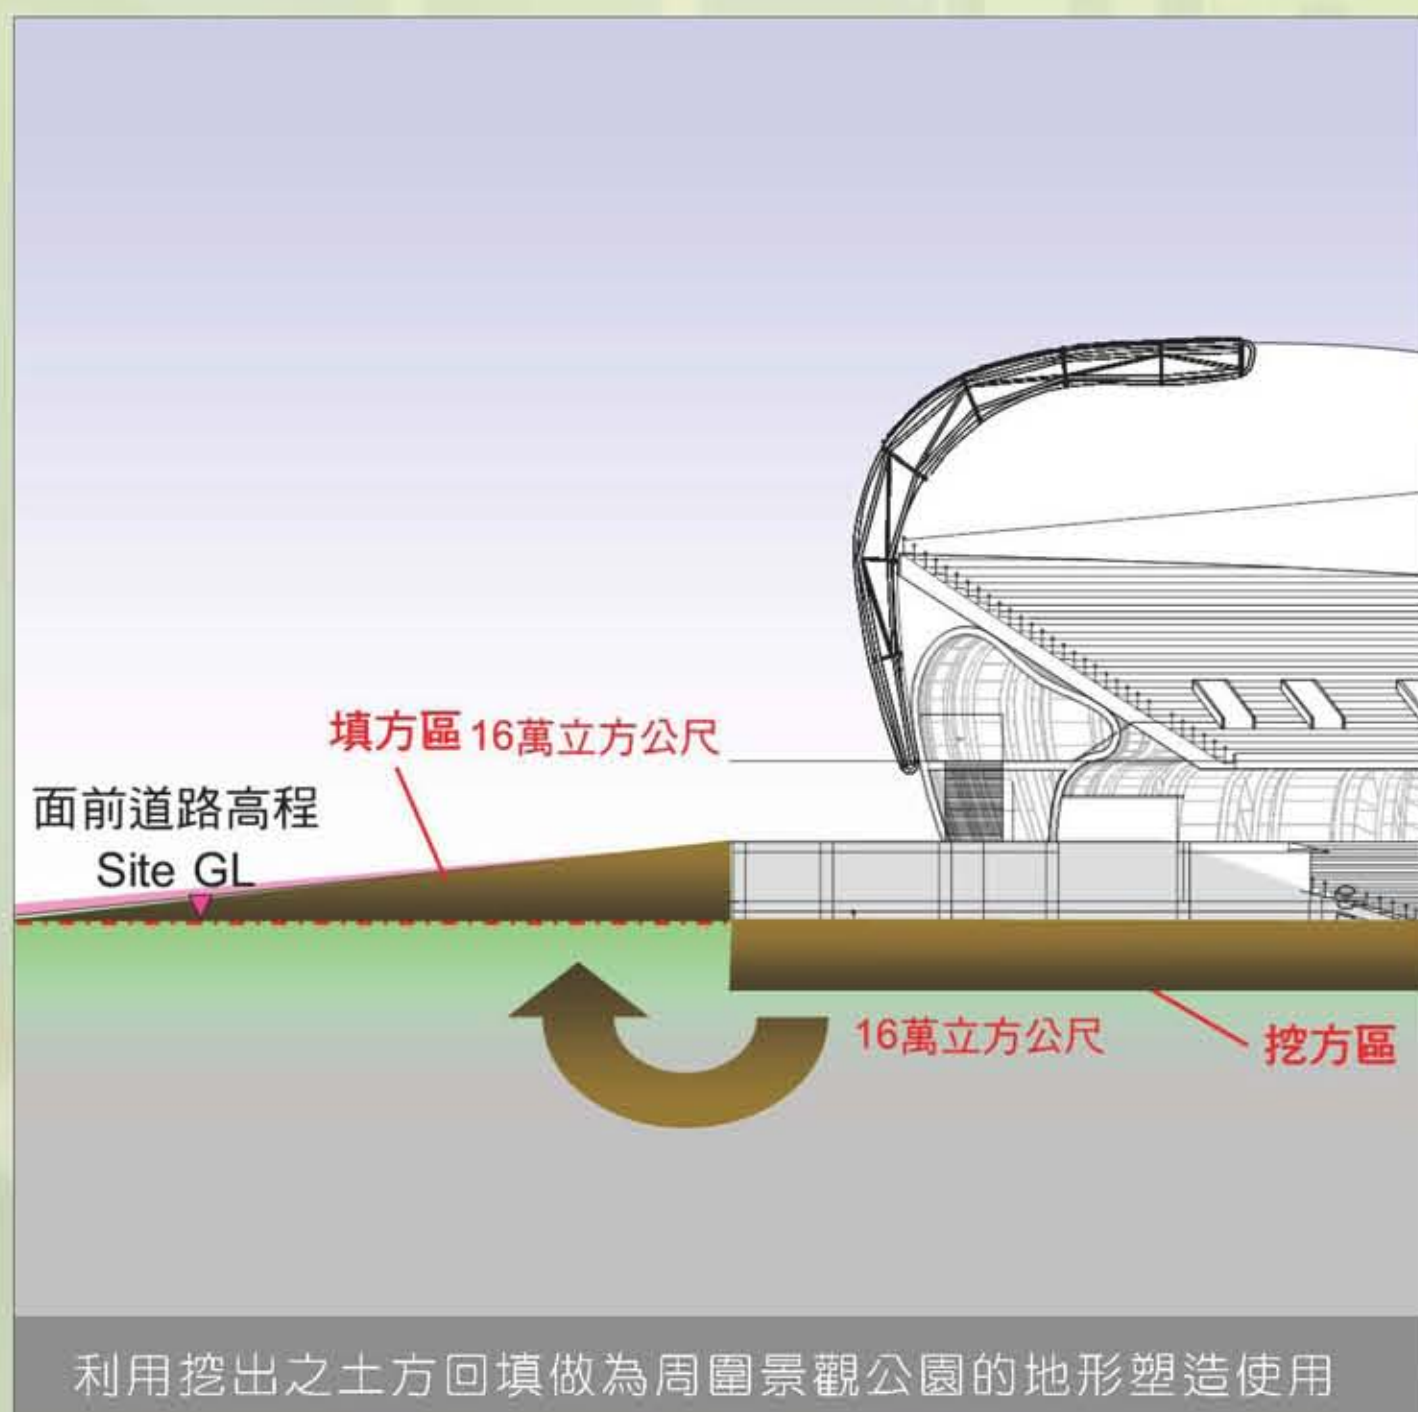 填方區 16萬立方公尺
面前道路高程
Site GL
16萬立方公尺
挖方區
利用挖出之土方回填做為周圍景觀公園的地形塑造使用